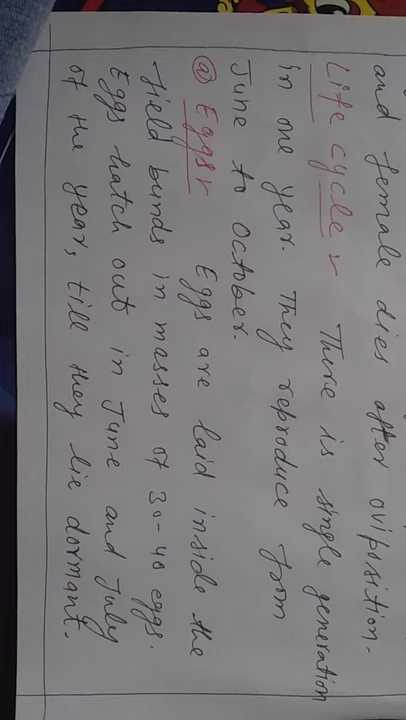 and female dies after oviposition.
Life cycle :- There is single generation
in one year. They reproduce from
June to October.
(a) Eggs :- Eggs are laid inside the
field bunds in masses of 30-40 eggs.
Eggs hatch out in June and July
of the year, till they lie dormant.